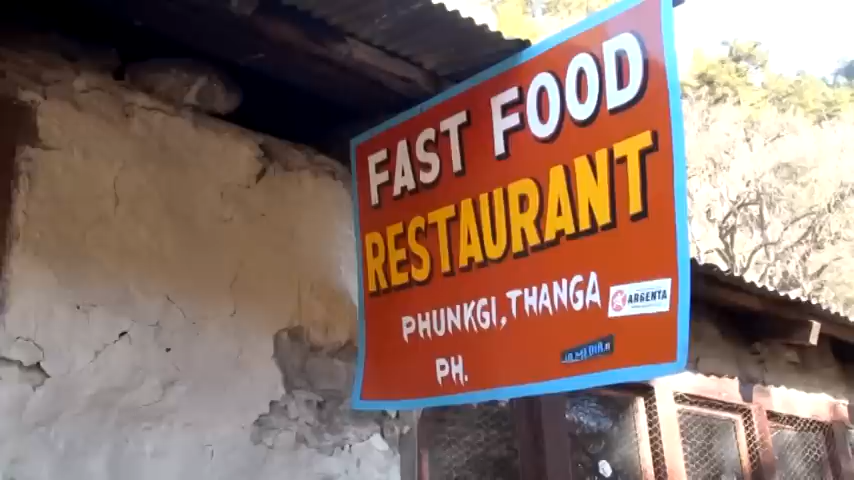 FAST FOOD
RESTAURANT
PHUNKGI, THANGA
ARGENTA
PH.